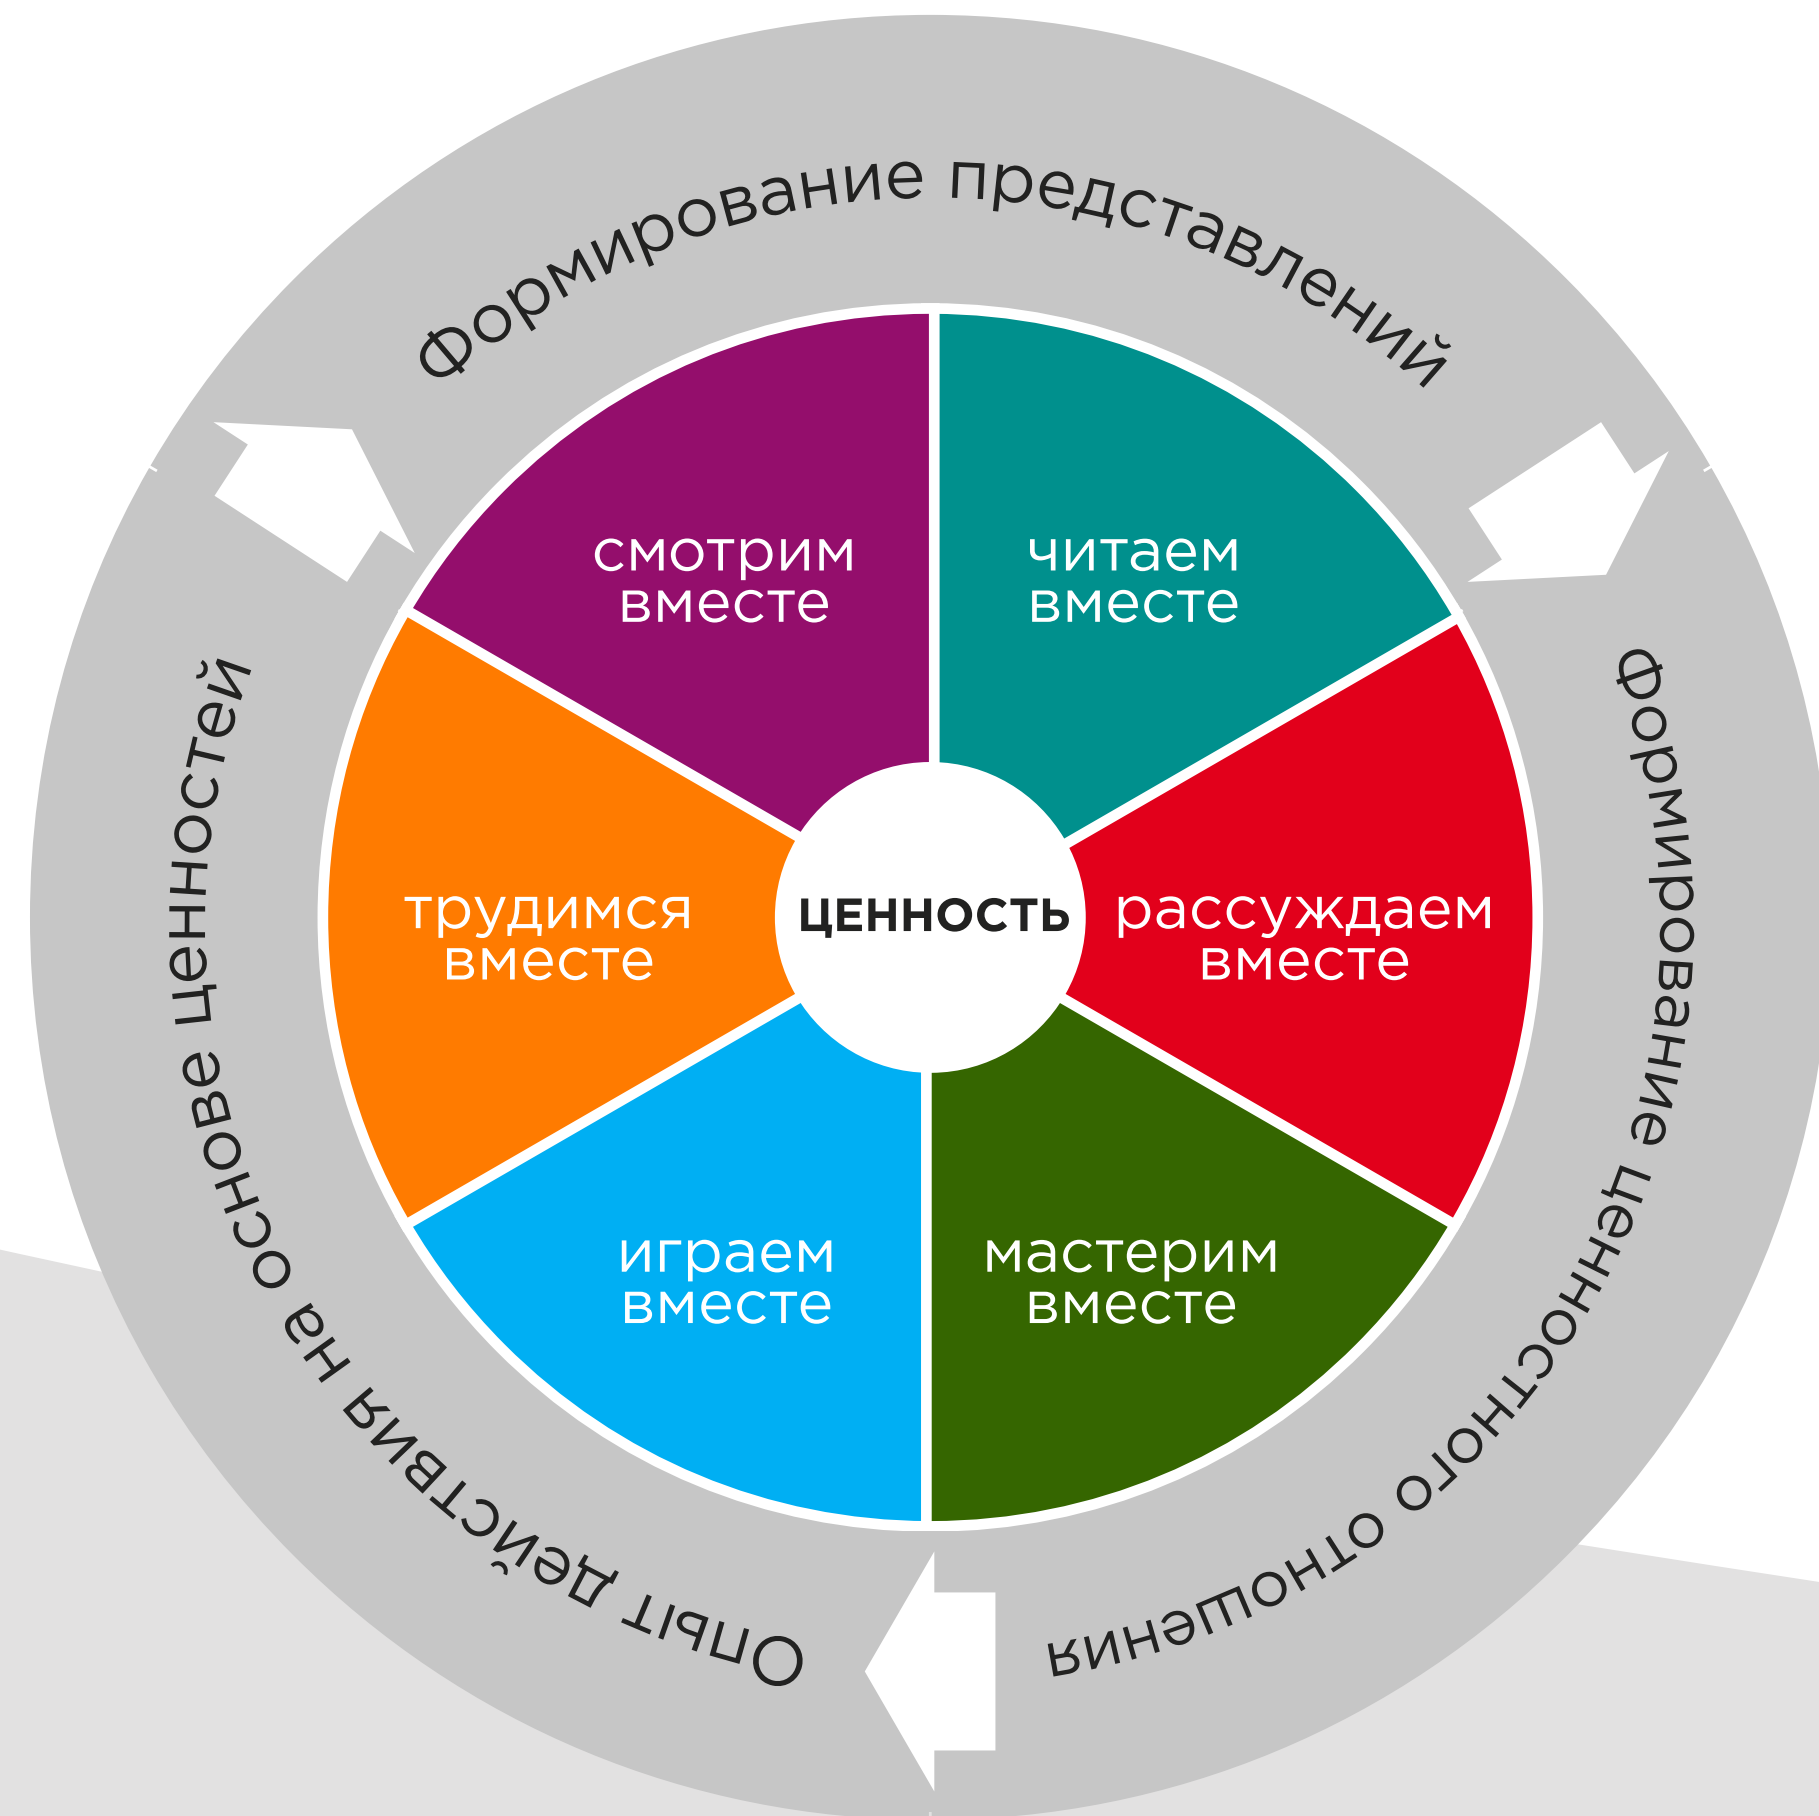 Формирование представлений
Формирование ценностного отношения
Опыт действия на основе ценностей
смотрим
вместе
читаем
вместе
рассуждаем
вместе
мастерим
вместе
играем
вместе
трудимся
вместе
ЦЕННОСТЬ